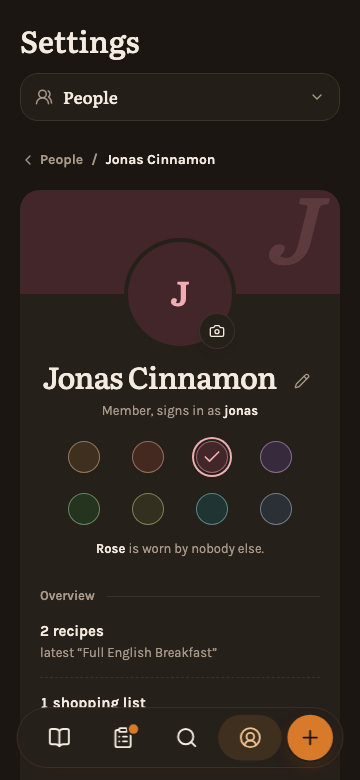 Settings
People
People / Jonas Cinnamon
J
J
Jonas Cinnamon
Member, signs in as jonas
Rose is worn by nobody else.
Overview
2 recipes
latest “Full English Breakfast”
1 shopping list